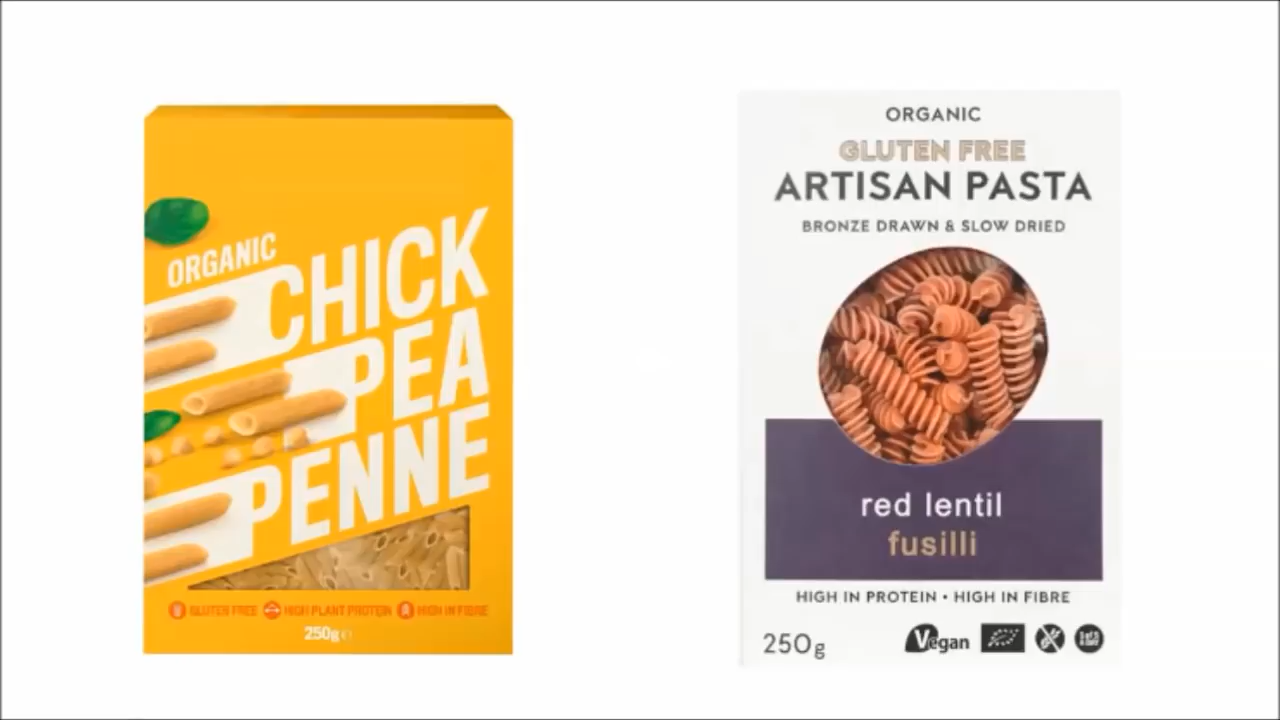 ORGANIC
CHICK
PEA
PENNE
GLUTEN FREE HIGH PLANT PROTEIN HIGH IN FIBRE
250g e
ORGANIC
GLUTEN FREE
ARTISAN PASTA
BRONZE DRAWN & SLOW DRIED
red lentil
fusilli
HIGH IN PROTEIN • HIGH IN FIBRE
250g
Vegan